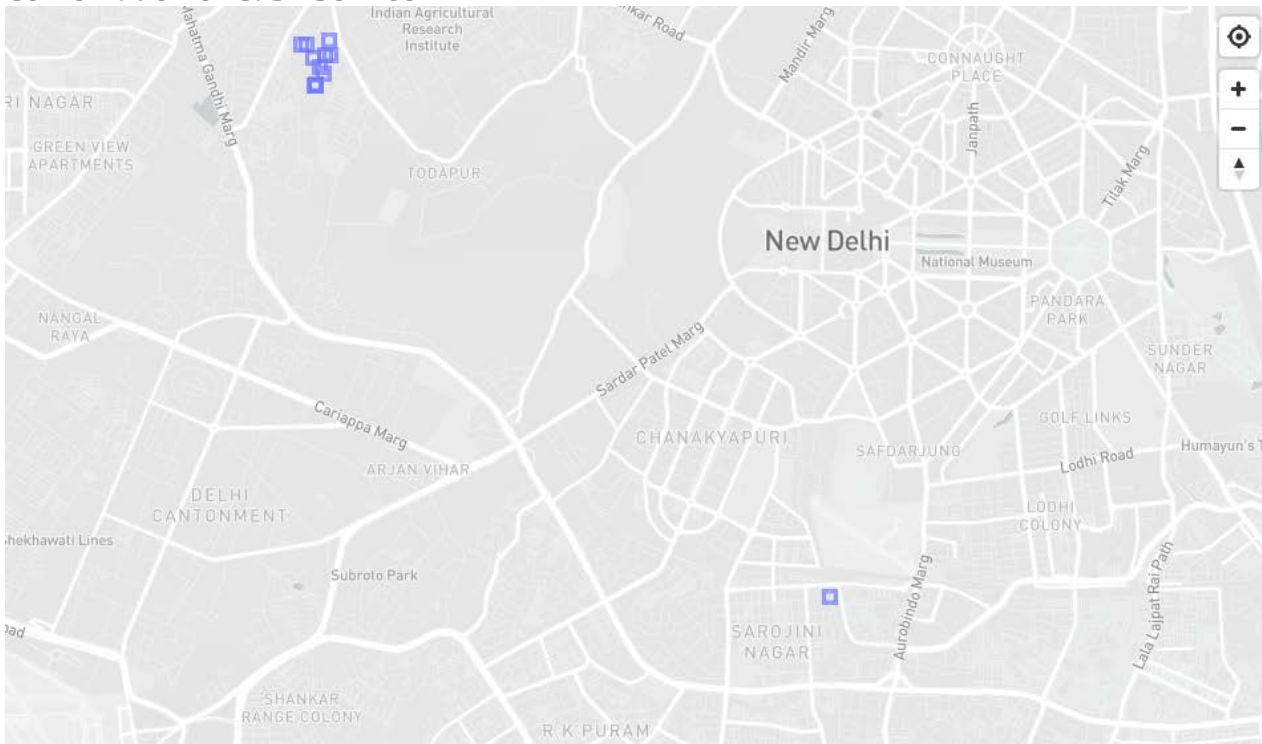 Indian Agricultural
Research
Institute
Mahatma Gandhi Marg
Mandir Marg
CONNAUGHT
PLACE
Janpath
GREEN VIEW
APARTMENTS
TODAPUR
Tilak Marg
New Delhi
National Museum
NANGAL
RAYA
PANDARA
PARK
SUNDER
NAGAR
Sardar Patel Marg
Cariappa Marg
CHANAKYAPURI
GOLF LINKS
SAFDARJUNG
Lodhi Road
Humayun's T
ARJAN VIHAR
DELHI
CANTONMENT
LODHI
COLONY
Shekhawati Lines
Subroto Park
Aurobindo Marg
Lala Lajpat Rai Path
SAROJINI
NAGAR
SHANKAR
RANGE COLONY
R K PURAM